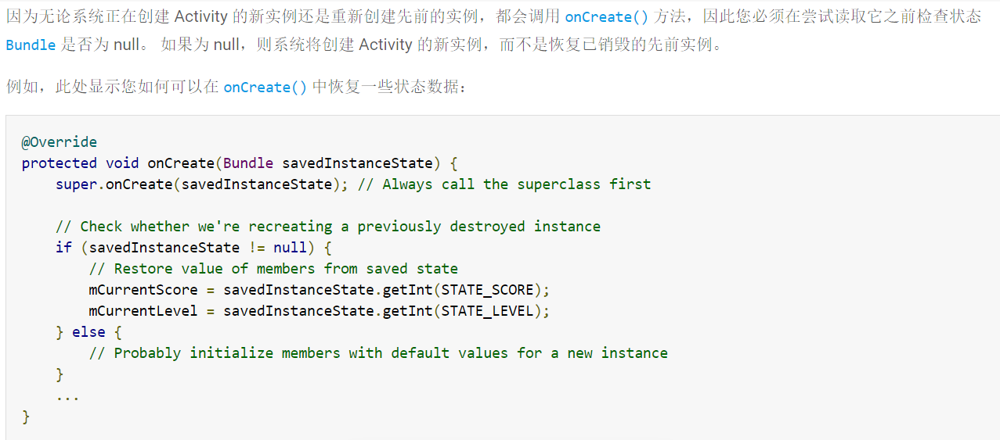 因为无论系统正在创建 Activity 的新实例还是重新创建先前的实例，都会调用 onCreate() 方法，因此您必须在尝试读取它之前检查状态
Bundle 是否为 null。 如果为 null，则系统将创建 Activity 的新实例，而不是恢复已销毁的先前实例。
例如，此处显示您如何可以在 onCreate() 中恢复一些状态数据：
@Override
protected void onCreate(Bundle savedInstanceState) {
    super.onCreate(savedInstanceState); // Always call the superclass first
    // Check whether we're recreating a previously destroyed instance
    if (savedInstanceState != null) {
        // Restore value of members from saved state
        mCurrentScore = savedInstanceState.getInt(STATE_SCORE);
        mCurrentLevel = savedInstanceState.getInt(STATE_LEVEL);
    } else {
        // Probably initialize members with default values for a new instance
    }
    ...
}